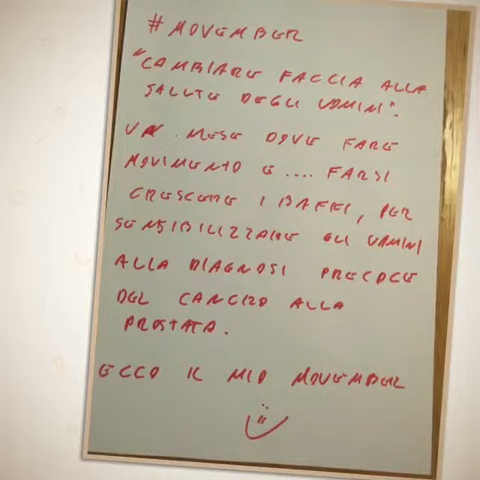 # MOVEMBER
"CAMBIARE FACCIA ALLA
SALUTE DEGLI UOMINI".
UN MESE DOVE FARE
MOVIMENTO E .... FARSI
CRESCERE I BAFFI, PER
SENSIBILIZZARE GLI UOMINI
ALLA DIAGNOSI PRECOCE
DEL CANCRO ALLA
PROSTATA.
ECCO IL MIO MOVEMBER